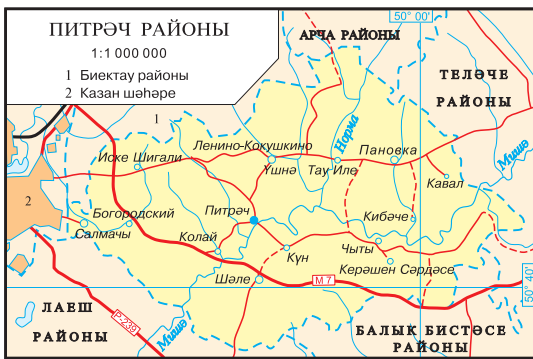 ПИТРӘЧ РАЙОНЫ
1:1 000 000
1 Биектау районы
2 Казан шәһәре
50° 00'
АРЧА РАЙОНЫ
ТЕЛӘЧЕ
РАЙОНЫ
1
Норма
Ленино-Кокушкино
Пановка
Иске Шигали
Үшнә
Тау-Иле
Мишә
Кавал
2
Богородский
Питрәч
Кибәче
Салмачы
Колай
Күн
Чыты
Керәшен Сәрдәсе
Шәле
М 7
50° 40'
ЛАЕШ
РАЙОНЫ
Р-239
Мишә
БАЛЫК БИСТӘСЕ
РАЙОНЫ